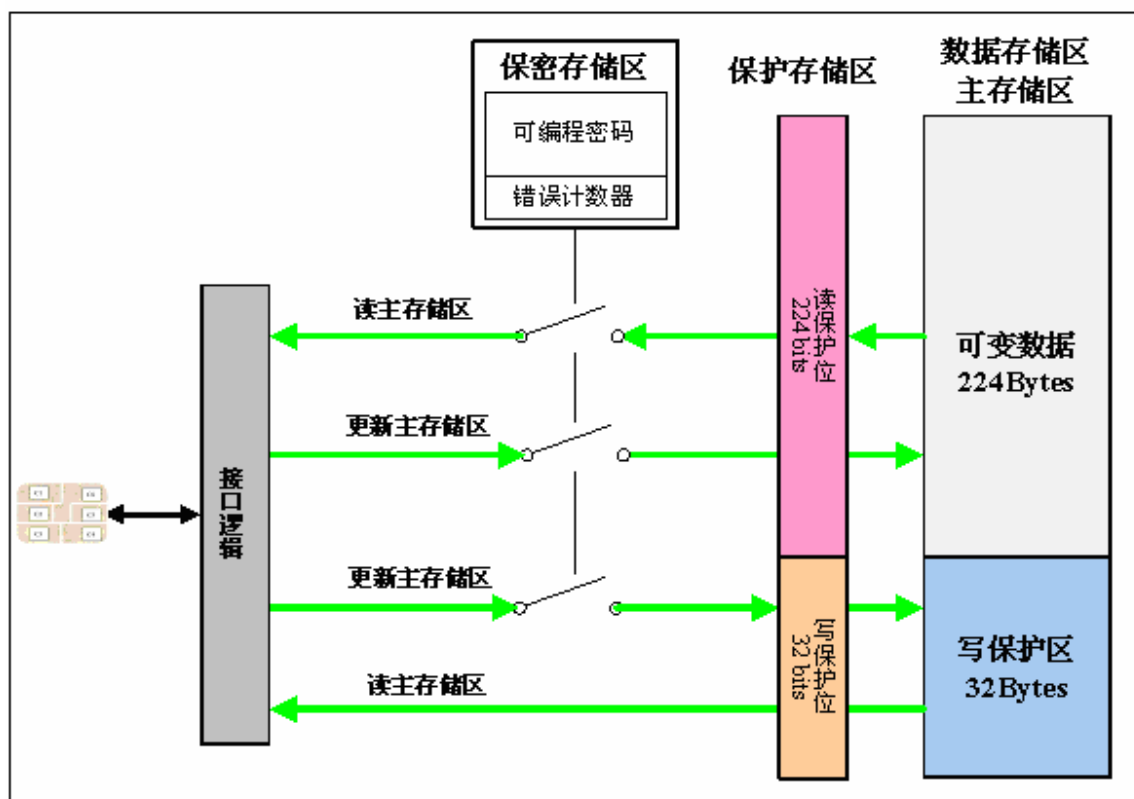 保密存储区
可编程密码
错误计数器
保护存储区
数据存储区
主存储区
读主存储区
更新主存储区
更新主存储区
读主存储区
接口逻辑
读保护位
224 bits
写保护位
32 bits
可变数据
224Bytes
写保护区
32Bytes